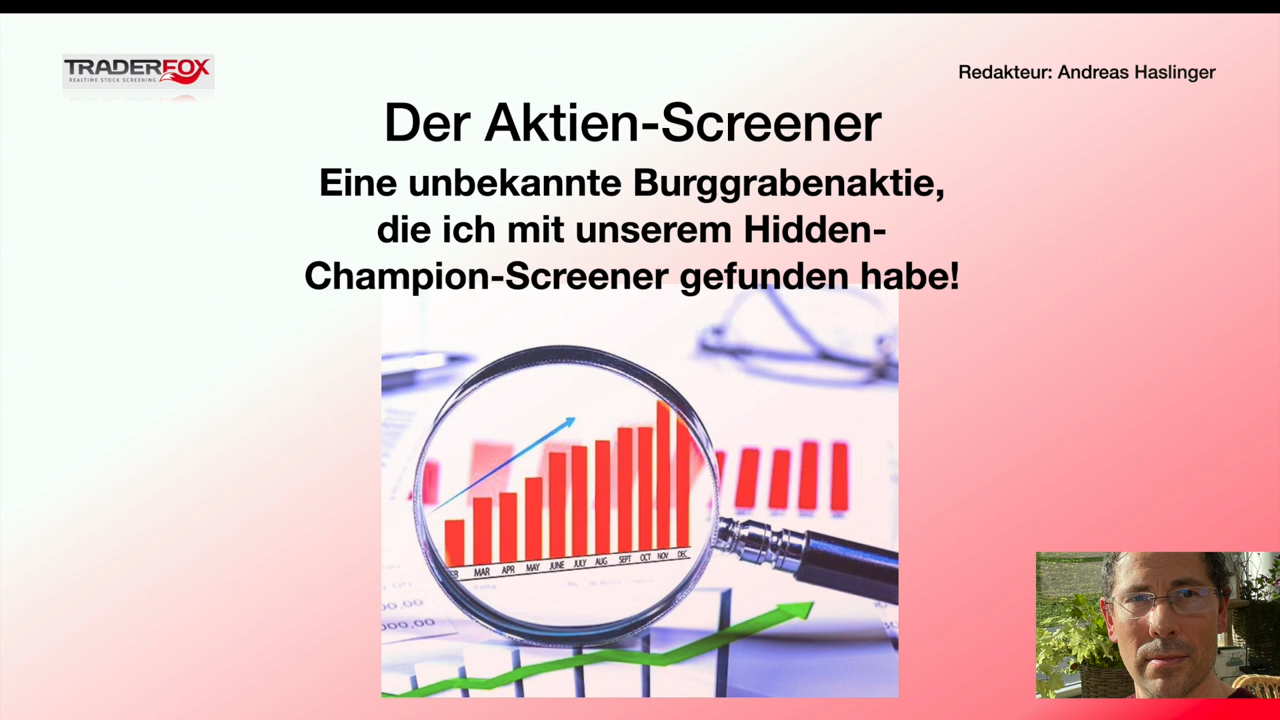 TRADERFOX
REALTIME STOCK SCREENING
Redakteur: Andreas Haslinger
Der Aktien-Screener
Eine unbekannte Burggrabenaktie,
die ich mit unserem Hidden-
Champion-Screener gefunden habe!
MAR APR MAY JUNE JULY AUG SEPT OCT NOV DEC